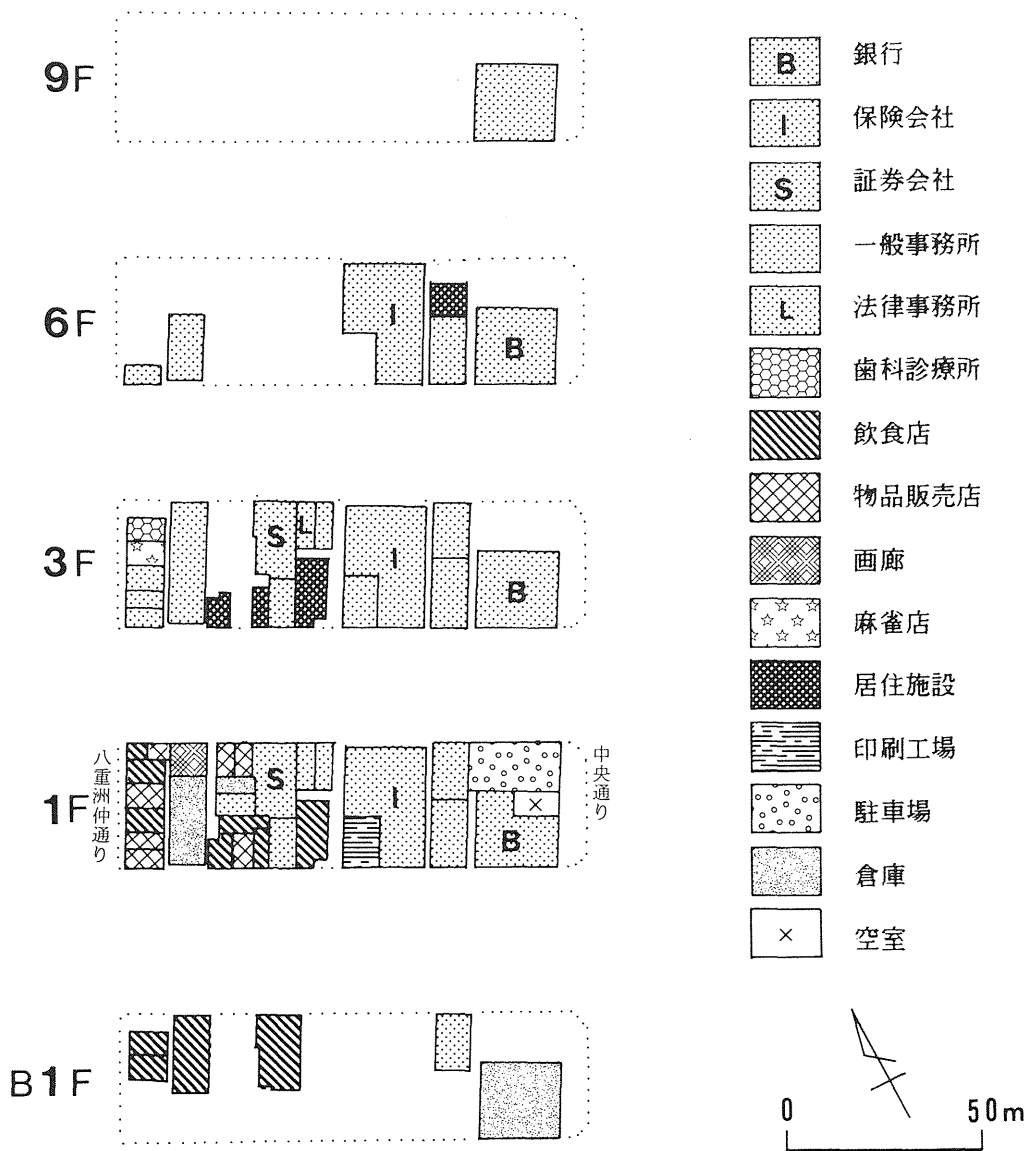 9F
6F
I
B
3F
S
L
I
B
1F
八重洲仲通り
S
I
B
中央通り
B1F
B
銀行
I
保険会社
S
証券会社
一般事務所
L
法律事務所
歯科診療所
飲食店
物品販売店
画廊
麻雀店
居住施設
印刷工場
駐車場
倉庫
空室
0 50m